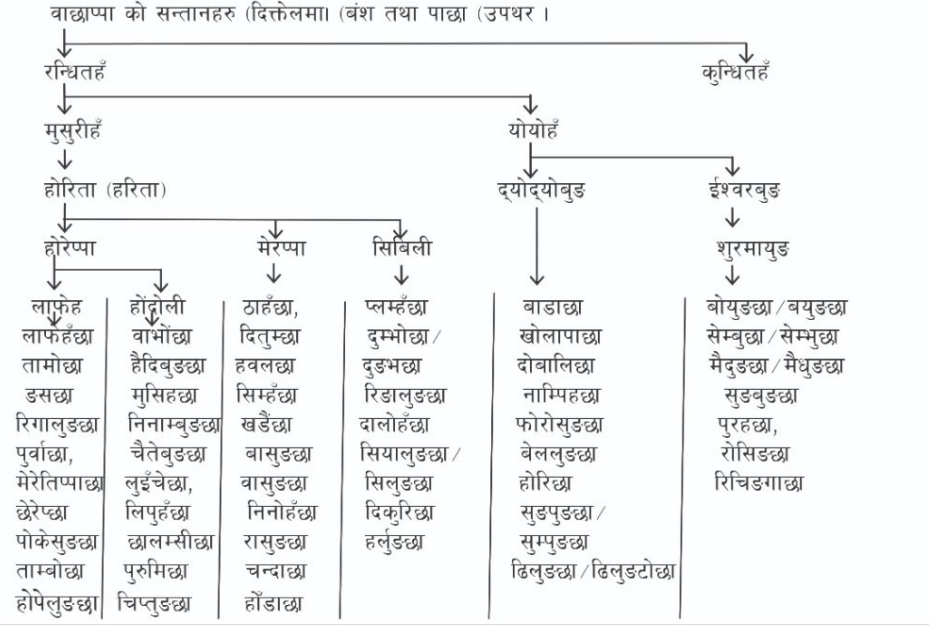 वाछाप्पा को सन्तानहरु (दिक्तेलमा। (बंश तथा पाछा (उपथर ।
रन्धितहँ कुन्धितहँ
मुसुरीहँ योयोहँ
होरिता (हरिता) द्योद्योबुङ ईश्वरबुङ
होरेप्पा मेरप्पा सिबिली शुरमायुङ
लाफेह होंद्रोली ठाहँछा, प्लम्हँछा बाडाछा बोयुङछा/बयुङछा
लाफेहँछा वाभोंछा दितुम्छा दुम्भोछा/ खोलापाछा सेम्बुछा/सेम्भुछा
तामोछा हैदिबुङछा हवलछा दुङभछा दोबालिछा मैदुङछा/मैधुङछा
ङसछा मुसिहछा सिम्हँछा रिङालुङछा नाम्पिहछा सुङबुङछा
रिगालुङछा निनाम्बुङछा खडैंछा दालोहँछा फोरोसुङछा पुरहछा,
पुर्वाछा, चैतेबुङछा बासुङछा सियालुङछा/ बेललुङछा रोसिङछा
मेरेतिप्पाछा लुइँचेछा, वासुङछा सिलुङछा होरिछा रिचिङगाछा
छेरेप्छा लिपुहँछा निनोहँछा दिकुरिछा सुङपुङछा/
पोकेसुङछा छालम्सीछा रासुङछा हर्लुङछा सुम्पुङछा
ताम्बोछा पुरुमिछा चन्दाछा ढिलुङछा/ढिलुङटोछा
होपेलुङछा चिप्तुङछा हौंडाछा